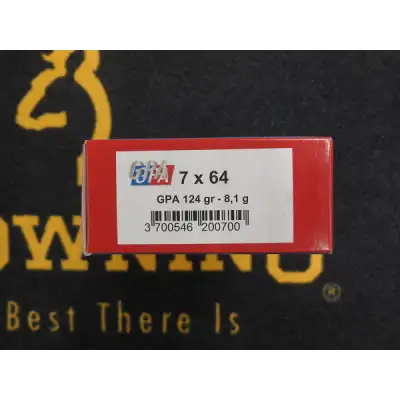 GPA 7 x 64
GPA 124 gr - 8,1 g
3 700546 200700
OWNING ®
Best There Is